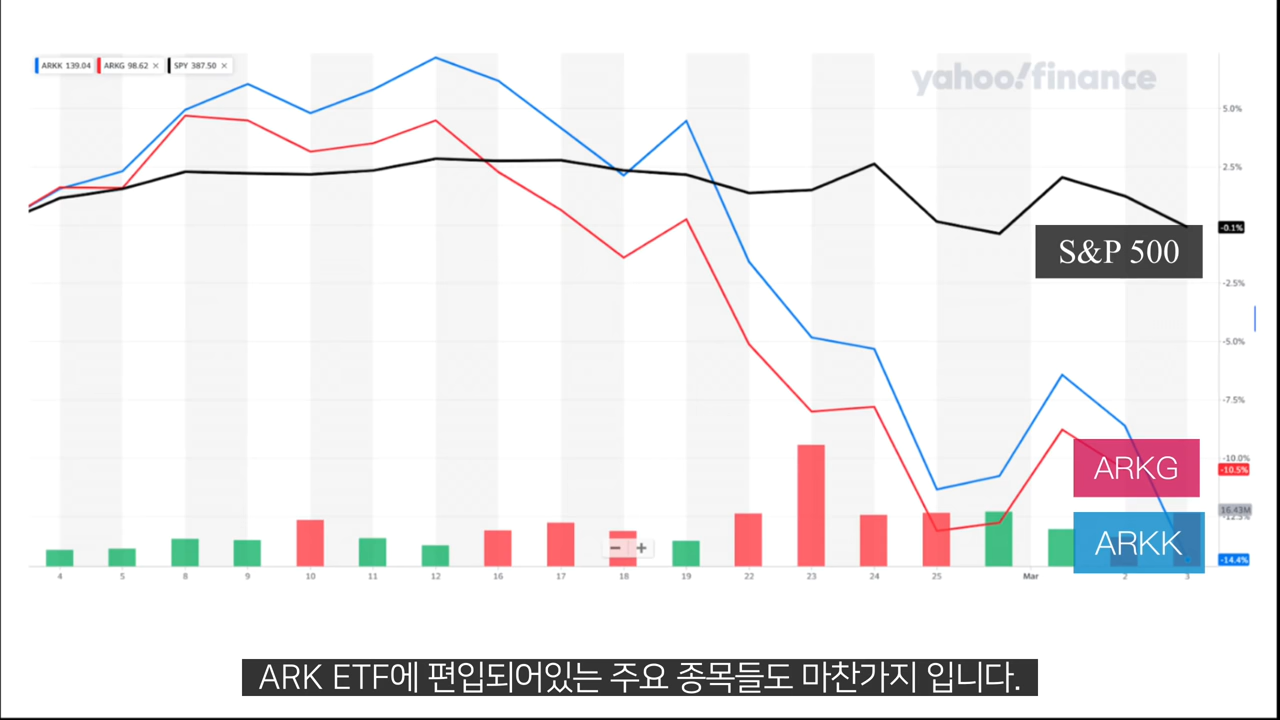 ARKK 139.04 ARKG 98.62 × SPY 387.50 ×
yahoo!finance
5.0%
2.5%
-0.1%
S&P 500
-2.5%
-5.0%
-7.5%
-10.0%
ARKG
-10.5%
16.43M
-12.5%
ARKK
-14.4%
− +
4 5 8 9 10 11 12 16 17 18 19 22 23 24 25 Mar 2 3
ARK ETF에 편입되어있는 주요 종목들도 마찬가지 입니다.